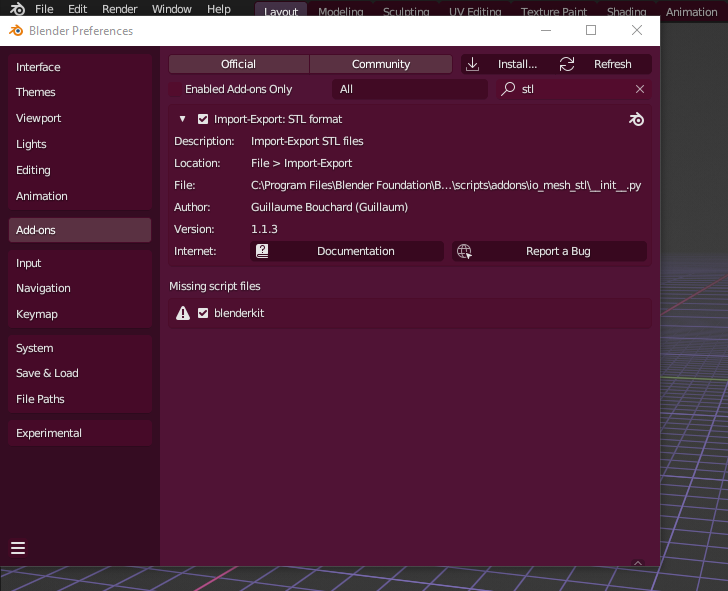 File Edit Render Window Help Layout Modeling Sculpting UV Editing Texture Paint Shading Animation
Blender Preferences
Interface
Themes
Viewport
Lights
Editing
Animation
Add-ons
Input
Navigation
Keymap
System
Save & Load
File Paths
Experimental
Official Community Install... Refresh
Enabled Add-ons Only All stl
Import-Export: STL format
Description: Import-Export STL files
Location: File > Import-Export
File: C:\Program Files\Blender Foundation\B...\scripts\addons\io_mesh_stl\__init__.py
Author: Guillaume Bouchard (Guillaum)
Version: 1.1.3
Internet: Documentation Report a Bug
Missing script files
blenderkit